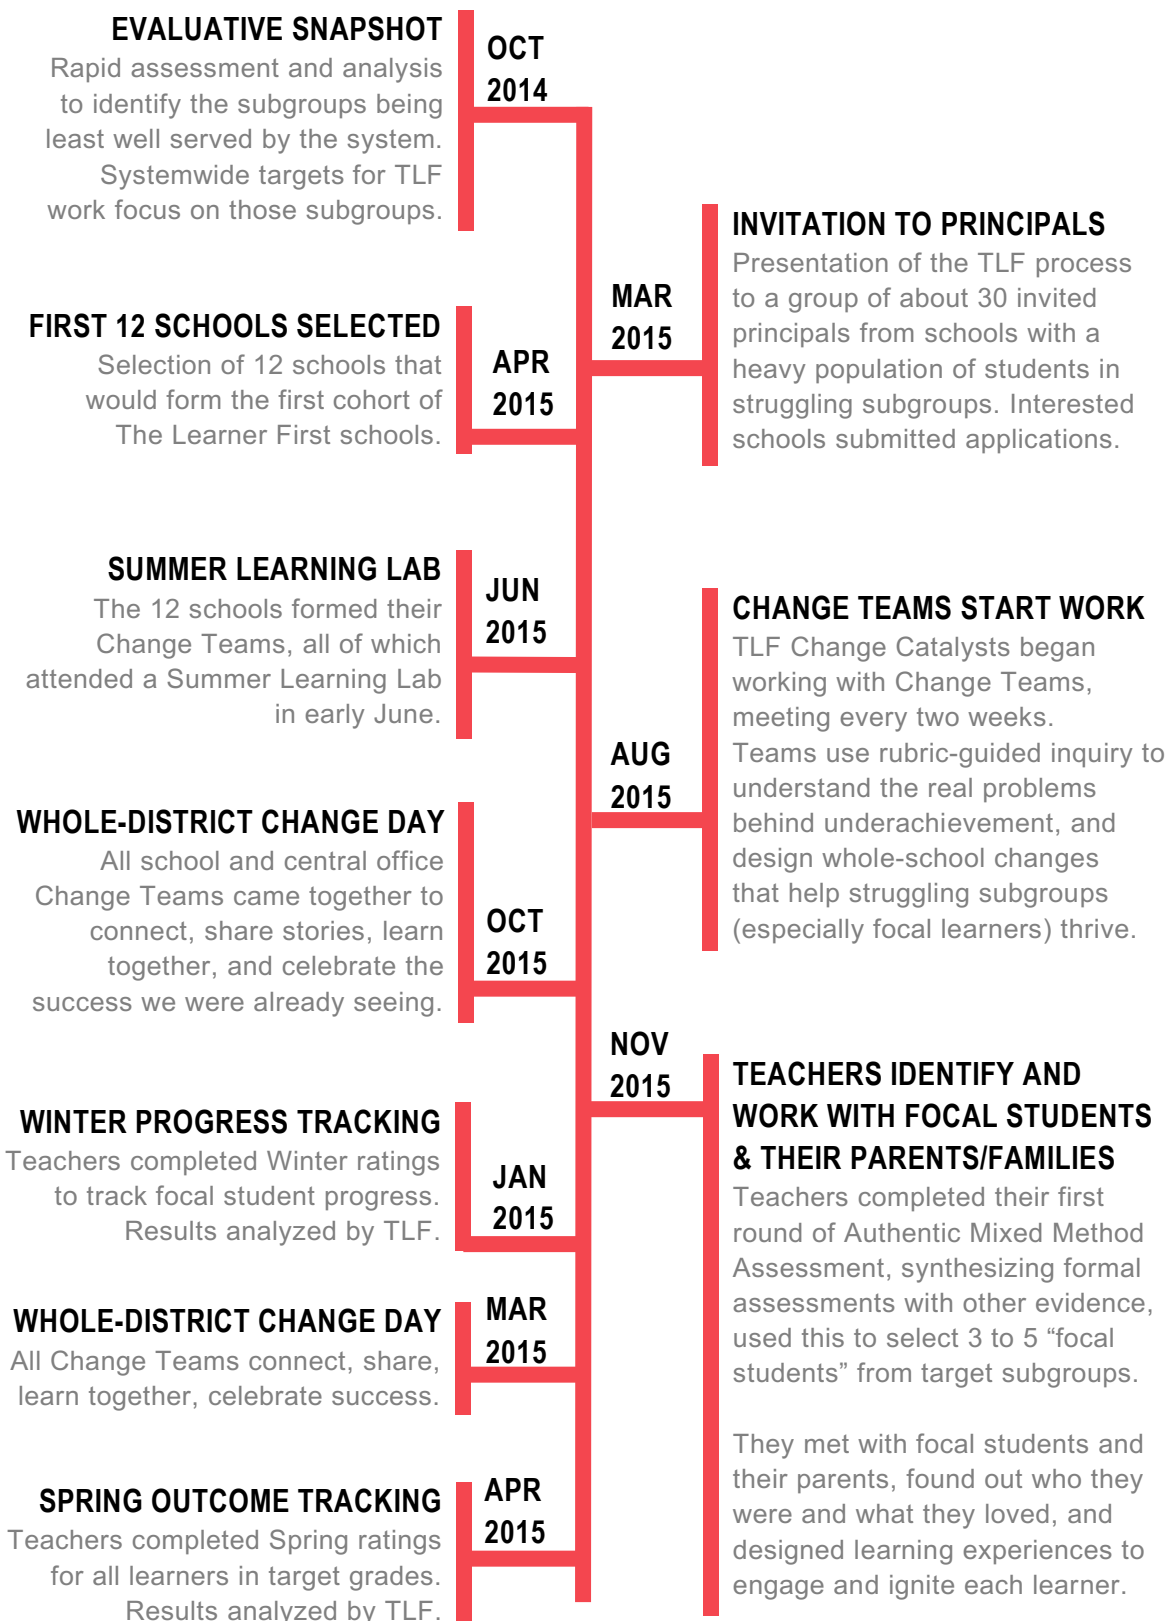 EVALUATIVE SNAPSHOT
Rapid assessment and analysis
to identify the subgroups being
least well served by the system.
Systemwide targets for TLF
work focus on those subgroups.
OCT
2014
INVITATION TO PRINCIPALS
Presentation of the TLF process
to a group of about 30 invited
principals from schools with a
heavy population of students in
struggling subgroups. Interested
schools submitted applications.
MAR
2015
FIRST 12 SCHOOLS SELECTED
Selection of 12 schools that
would form the first cohort of
The Learner First schools.
APR
2015
SUMMER LEARNING LAB
The 12 schools formed their
Change Teams, all of which
attended a Summer Learning Lab
in early June.
JUN
2015
CHANGE TEAMS START WORK
TLF Change Catalysts began
working with Change Teams,
meeting every two weeks.
Teams use rubric-guided inquiry to
understand the real problems
behind underachievement, and
design whole-school changes
that help struggling subgroups
(especially focal learners) thrive.
AUG
2015
WHOLE-DISTRICT CHANGE DAY
All school and central office
Change Teams came together to
connect, share stories, learn
together, and celebrate the
success we were already seeing.
OCT
2015
NOV
2015
TEACHERS IDENTIFY AND
WORK WITH FOCAL STUDENTS
& THEIR PARENTS/FAMILIES
Teachers completed their first
round of Authentic Mixed Method
Assessment, synthesizing formal
assessments with other evidence,
used this to select 3 to 5 “focal
students” from target subgroups.
They met with focal students and
their parents, found out who they
were and what they loved, and
designed learning experiences to
engage and ignite each learner.
WINTER PROGRESS TRACKING
Teachers completed Winter ratings
to track focal student progress.
Results analyzed by TLF.
JAN
2015
WHOLE-DISTRICT CHANGE DAY
All Change Teams connect, share,
learn together, celebrate success.
MAR
2015
SPRING OUTCOME TRACKING
Teachers completed Spring ratings
for all learners in target grades.
Results analyzed by TLF.
APR
2015